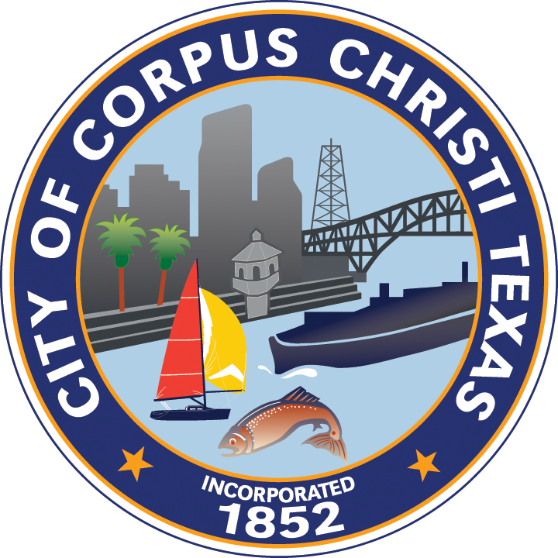 CITY OF CORPUS CHRISTI TEXAS
INCORPORATED
1852